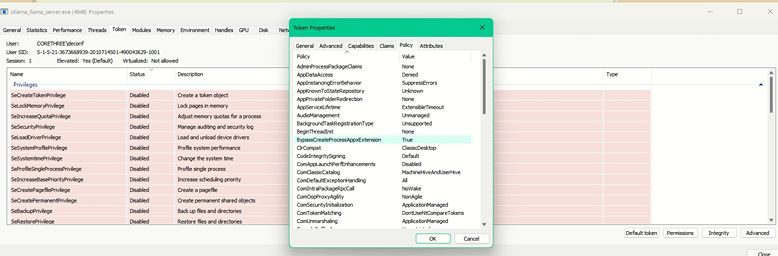 ollama_llama_server.exe (4948) Properties
General Statistics Performance Threads Token Modules Memory Environment Handles GPU Disk
User: CORETHREE\deconf
User SID: S-1-5-21-3673668939-2010714501-490043629-1001
Session: 1 Elevated: Yes (Default) Virtualized: Not allowed
Name Status Description Type
Privileges
SeCreateTokenPrivilege Disabled Create a token object
SeLockMemoryPrivilege Disabled Lock pages in memory
SeIncreaseQuotaPrivilege Disabled Adjust memory quotas for a process
SeSecurityPrivilege Disabled Manage auditing and security log
SeLoadDriverPrivilege Disabled Load and unload device drivers
SeSystemProfilePrivilege Disabled Profile system performance
SeSystemtimePrivilege Disabled Change the system time
SeProfileSingleProcessPrivilege Disabled Profile single process
SeIncreaseBasePriorityPrivilege Disabled Increase scheduling priority
SeCreatePagefilePrivilege Disabled Create a pagefile
SeCreatePermanentPrivilege Disabled Create permanent shared objects
SeBackupPrivilege Disabled Back up files and directories
SeRestorePrivilege Disabled Restore files and directories
Default token Permissions Integrity Advanced
Close
Token Properties
General Advanced Capabilities Claims Policy Attributes
Policy Value
AdminProcessPackageClaims None
AppDataAccess Denied
AppInstancingErrorBehavior SuppressErrors
AppKnownToStateRepository Unknown
AppPrivateFolderRedirection None
AppServiceLifetime ExtensibleTimeout
AudioManagement Unmanaged
BackgroundTaskRegistrationType Unsupported
BeginThreadInit None
BypassCreateProcessAppxExtension True
ClrCompat ClassicDesktop
CodeIntegritySigning Default
ComAppLaunchPerfEnhancements Disabled
ComClassicCatalog MachineHiveAndUserHive
ComDefaultExceptionHandling All
ComIntraPackageRpcCall NoWake
ComOopProxyAgility NonAgile
ComSecurityInitialization ApplicationManaged
ComTokenMatching DontUseNtCompareTokens
ComUnmarshaling ApplicationManaged
OK Cancel